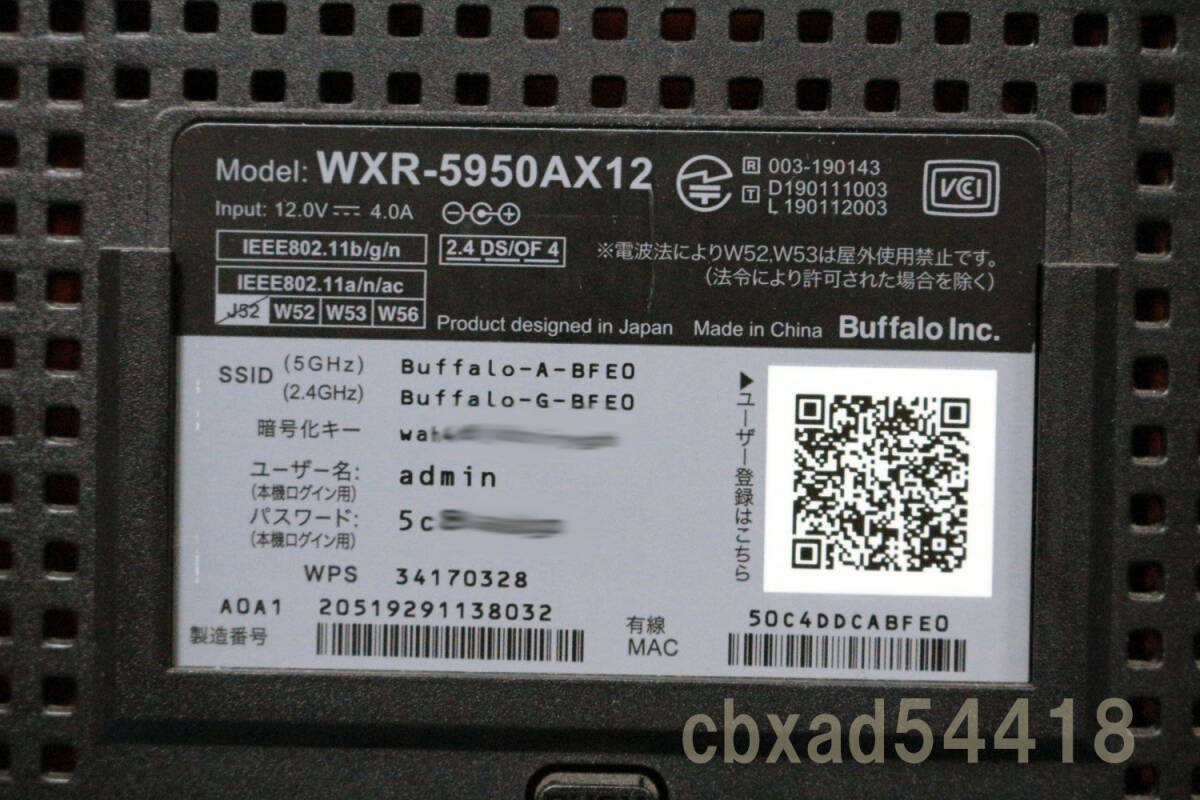 Model: WXR-5950AX12
R 003-190143
T D190111003
L 190112003
VCCI
Input: 12.0V 4.0A
IEEE802.11b/g/n
2.4 DS/OF 4
IEEE802.11a/n/ac
J52 W52 W53 W56
※電波法によりW52,W53は屋外使用禁止です。
(法令により許可された場合を除く)
Product designed in Japan Made in China Buffalo Inc.
SSID (5GHz) Buffalo-A-BFE0
(2.4GHz) Buffalo-G-BFE0
暗号化キー
ユーザー名: admin
(本機ログイン用)
パスワード: 5c
(本機ログイン用)
WPS 34170328
A0A1 20519291138032
製造番号
▶ユーザー登録はこちら
有線 50C4DDCABFE0
MAC
cbxad54418